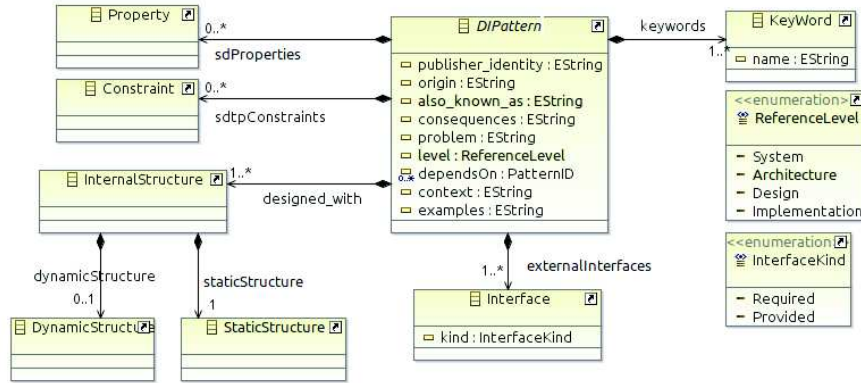 Property
0..*
sdProperties
Constraint
0..*
sdtpConstraints
InternalStructure
1..*
designed_with
dynamicStructure
0..1
staticStructure
1
DynamicStructure
StaticStructure
DIPattern
publisher_identity : EString
origin : EString
also_known_as : EString
consequences : EString
problem : EString
level : ReferenceLevel
dependsOn : PatternID
0..*
context : EString
examples : EString
1..*
externalInterfaces
Interface
kind : InterfaceKind
keywords
1..*
KeyWord
name : EString
<<enumeration>>
ReferenceLevel
System
Architecture
Design
Implementation
<<enumeration>>
InterfaceKind
Required
Provided